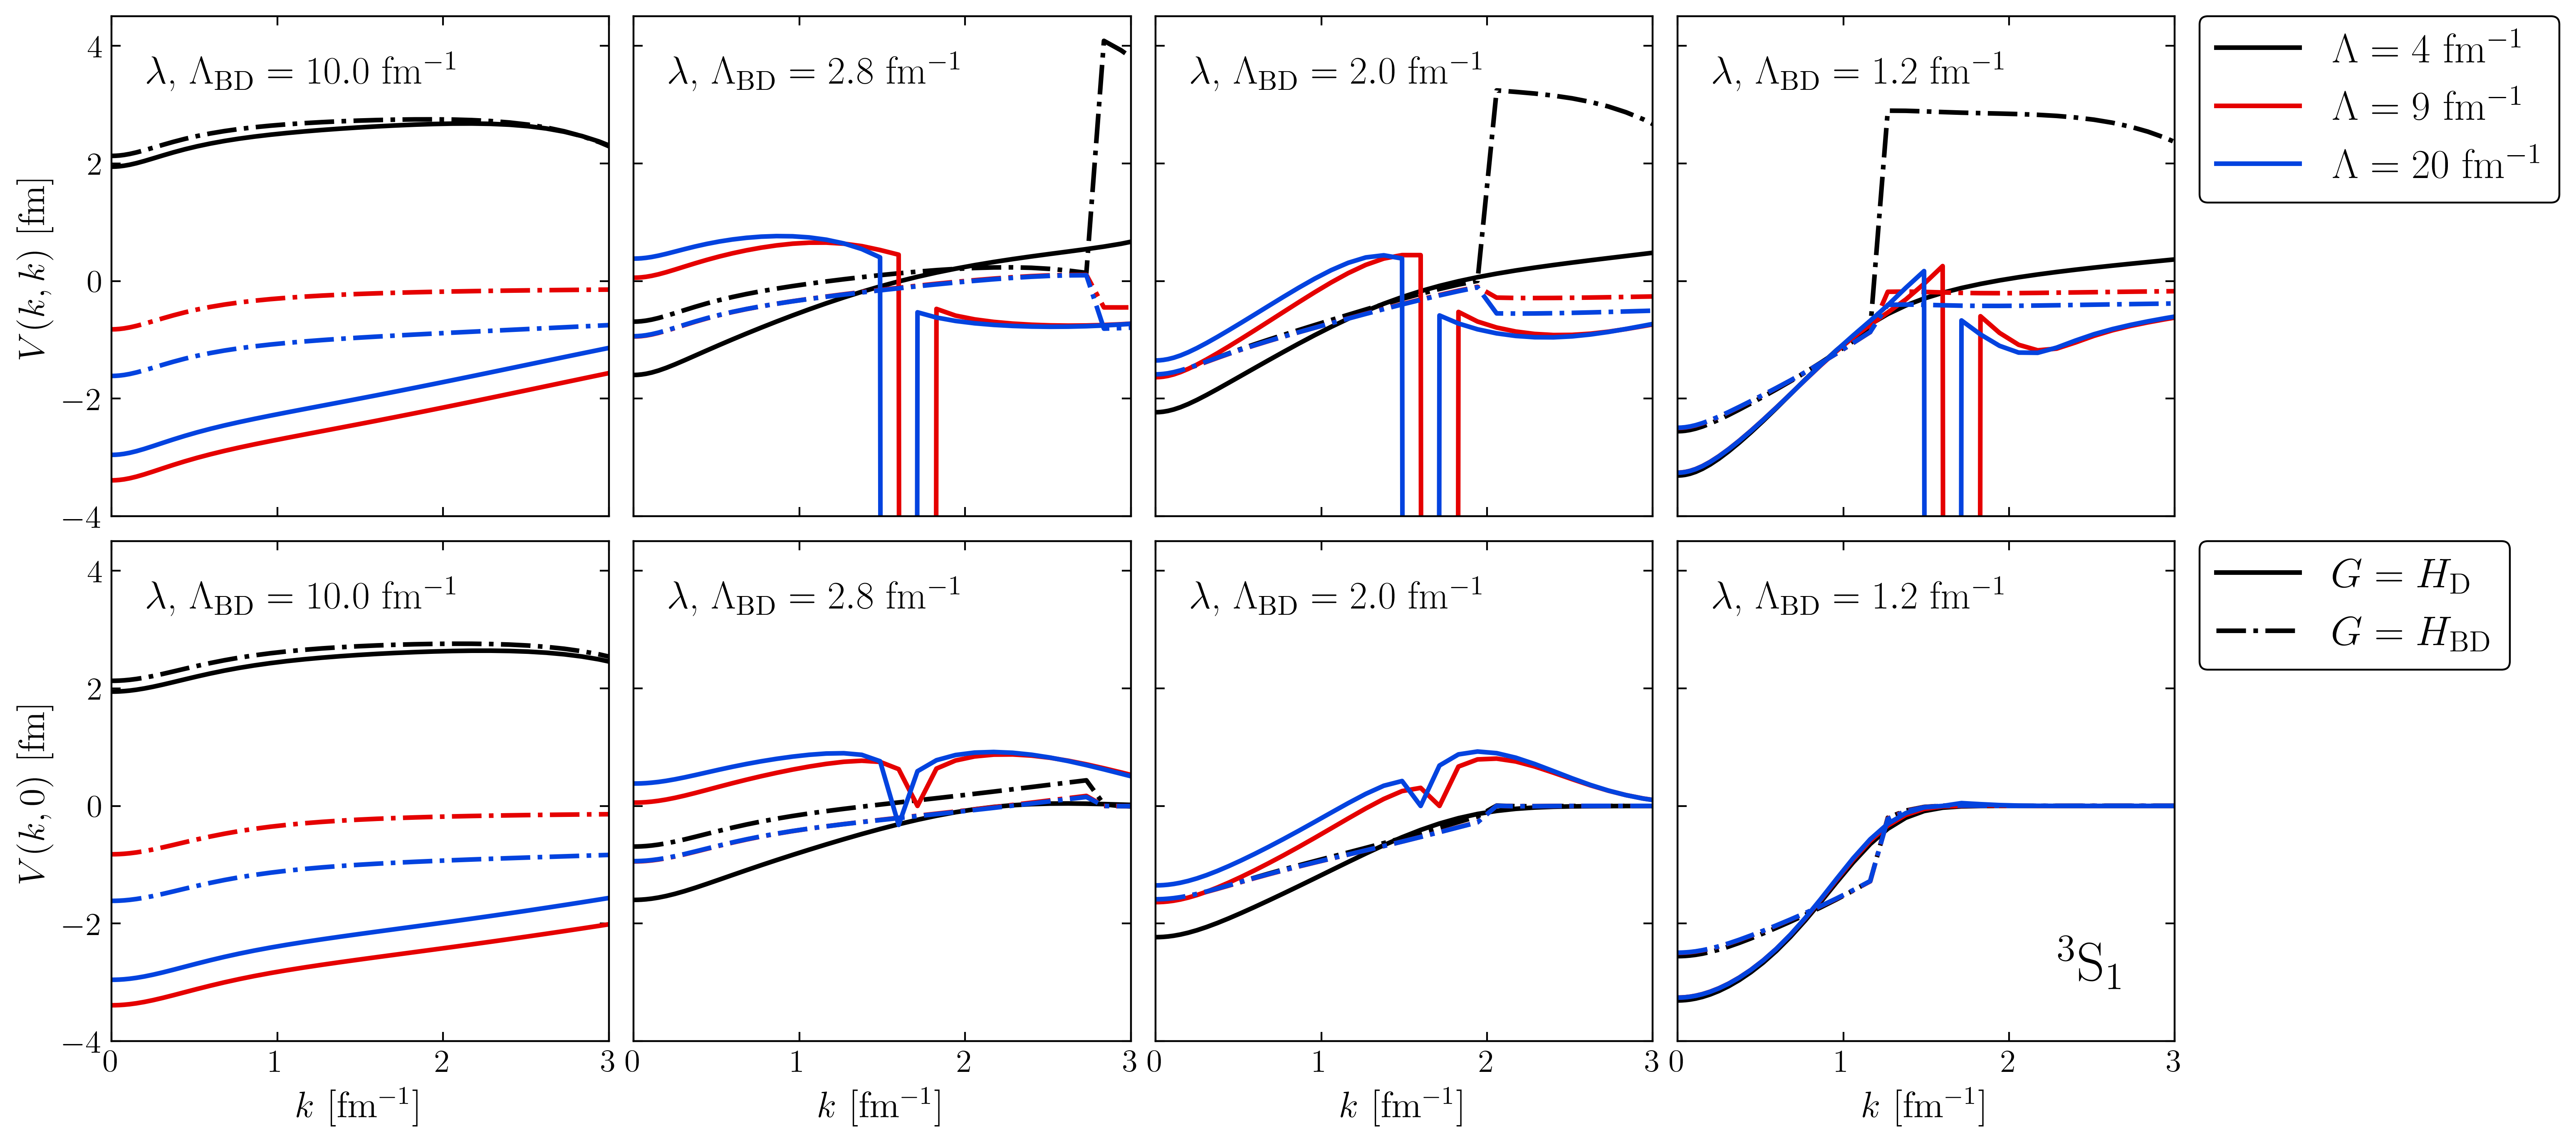 λ, Λ_BD = 10.0 fm⁻¹
λ, Λ_BD = 2.8 fm⁻¹
λ, Λ_BD = 2.0 fm⁻¹
λ, Λ_BD = 1.2 fm⁻¹
Λ = 4 fm⁻¹
Λ = 9 fm⁻¹
Λ = 20 fm⁻¹
V(k, k) [fm]
4
2
0
−2
−4
λ, Λ_BD = 10.0 fm⁻¹
λ, Λ_BD = 2.8 fm⁻¹
λ, Λ_BD = 2.0 fm⁻¹
λ, Λ_BD = 1.2 fm⁻¹
G = H_D
G = H_BD
V(k, 0) [fm]
4
2
0
−2
−4
³S₁
0 1 2 3
0 1 2 3
0 1 2 3
0 1 2 3
k [fm⁻¹]
k [fm⁻¹]
k [fm⁻¹]
k [fm⁻¹]